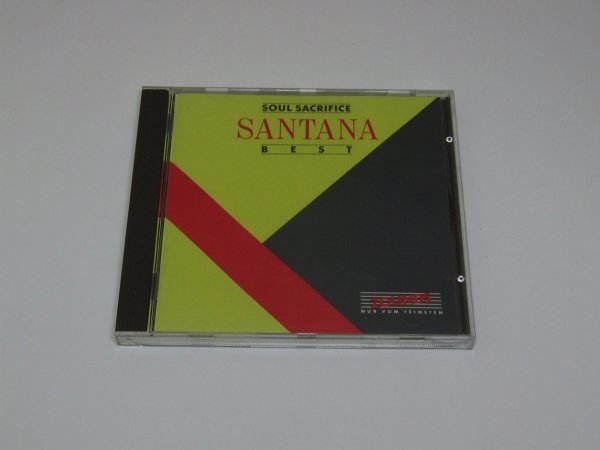 SOUL SACRIFICE
SANTANA
BEST
NUR VOM FEINSTEN